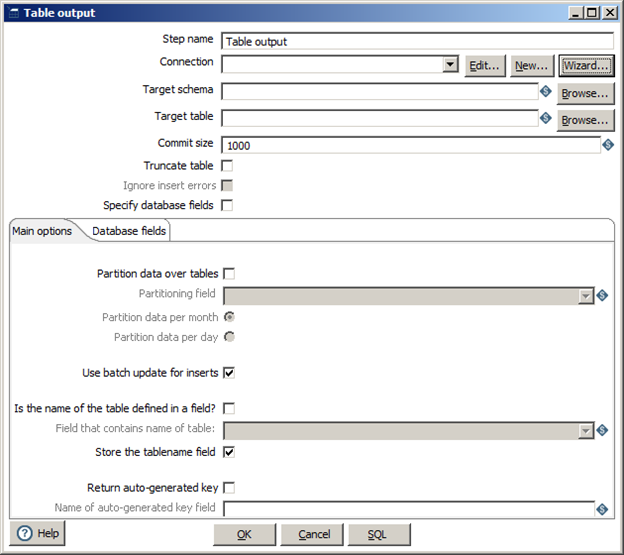 Table output
Step name Table output
Connection Edit... New... Wizard...
Target schema Browse...
Target table Browse...
Commit size 1000
Truncate table
Ignore insert errors
Specify database fields
Main options Database fields
Partition data over tables
Partitioning field
Partition data per month
Partition data per day
Use batch update for inserts
Is the name of the table defined in a field?
Field that contains name of table:
Store the tablename field
Return auto-generated key
Name of auto-generated key field
Help OK Cancel SQL